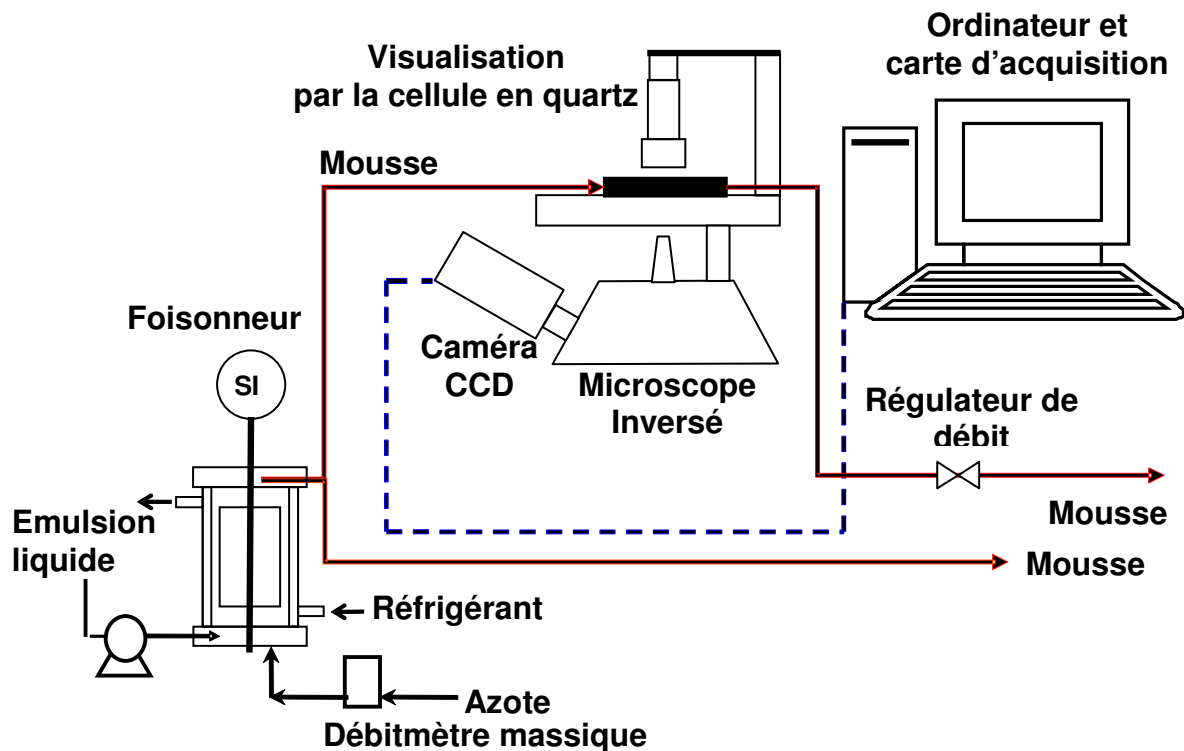 Ordinateur et
carte d'acquisition
Visualisation
par la cellule en quartz
Mousse
Foisonneur
SI
Caméra
CCD
Microscope
Inversé
Régulateur de
débit
Mousse
Mousse
Emulsion
liquide
Réfrigérant
Azote
Débitmètre massique